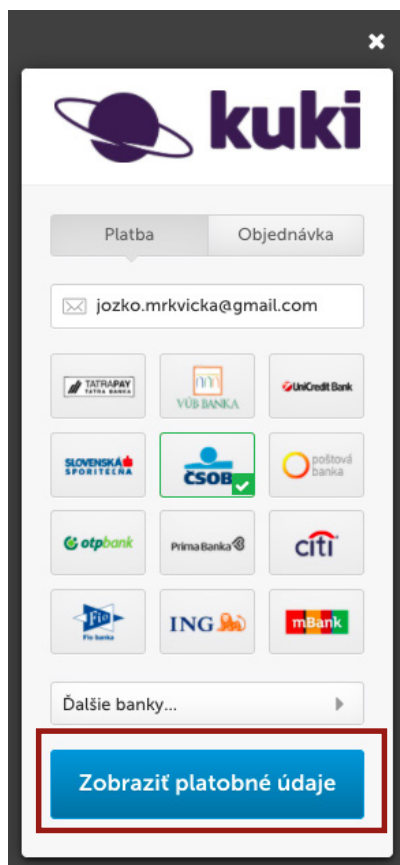 kuki
Platba Objednávka
jozko.mrkvicka@gmail.com
TATRAPAY
TATRA BANKA
VÚB BANKA
UniCredit Bank
SLOVENSKÁ
SPORITEĽŇA
ČSOB
poštová
banka
otpbank
Prima Banka
citi
Fio
Fio banka
ING
mBank
Ďalšie banky...
Zobraziť platobné údaje